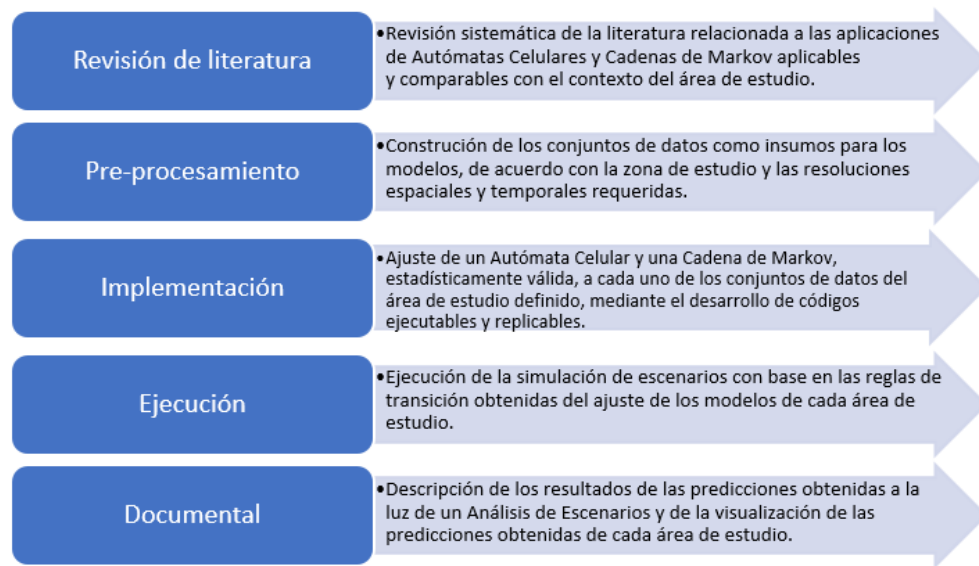 Revisión de literatura
•Revisión sistemática de la literatura relacionada a las aplicaciones
de Autómatas Celulares y Cadenas de Markov aplicables
y comparables con el contexto del área de estudio.
Pre-procesamiento
•Construción de los conjuntos de datos como insumos para los
modelos, de acuerdo con la zona de estudio y las resoluciones
espaciales y temporales requeridas.
Implementación
•Ajuste de un Autómata Celular y una Cadena de Markov,
estadísticamente válida, a cada uno de los conjuntos de datos del
área de estudio definido, mediante el desarrollo de códigos
ejecutables y replicables.
Ejecución
•Ejecución de la simulación de escenarios con base en las reglas de
transición obtenidas del ajuste de los modelos de cada área de
estudio.
Documental
•Descripción de los resultados de las predicciones obtenidas a la
luz de un Análisis de Escenarios y de la visualización de las
predicciones obtenidas de cada área de estudio.